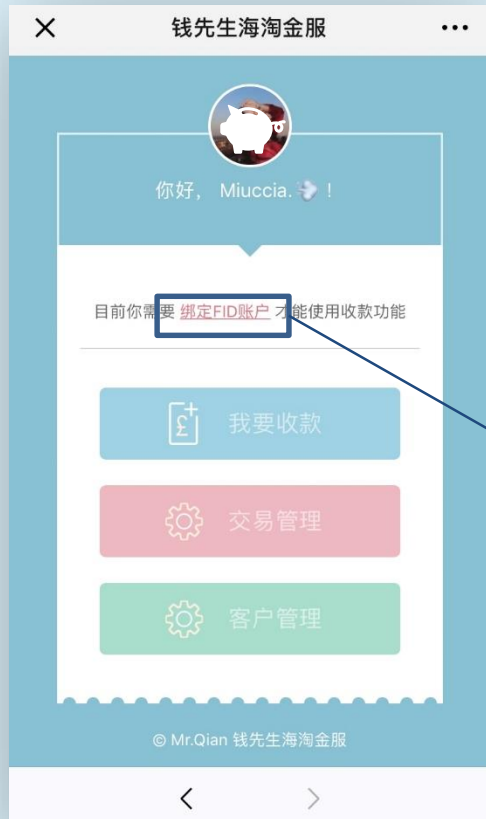 钱先生海淘金服
你好， Miuccia. ！
目前你需要 绑定FID账户 才能使用收款功能
我要收款
交易管理
客户管理
© Mr.Qian 钱先生海淘金服